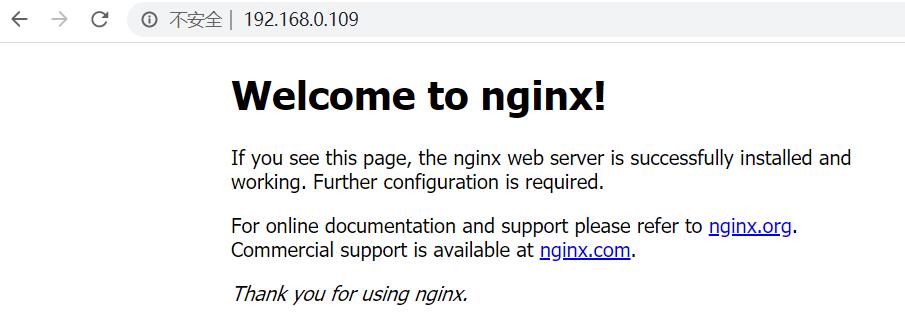 不安全 | 192.168.0.109
Welcome to nginx!
If you see this page, the nginx web server is successfully installed and
working. Further configuration is required.
For online documentation and support please refer to nginx.org.
Commercial support is available at nginx.com.
Thank you for using nginx.